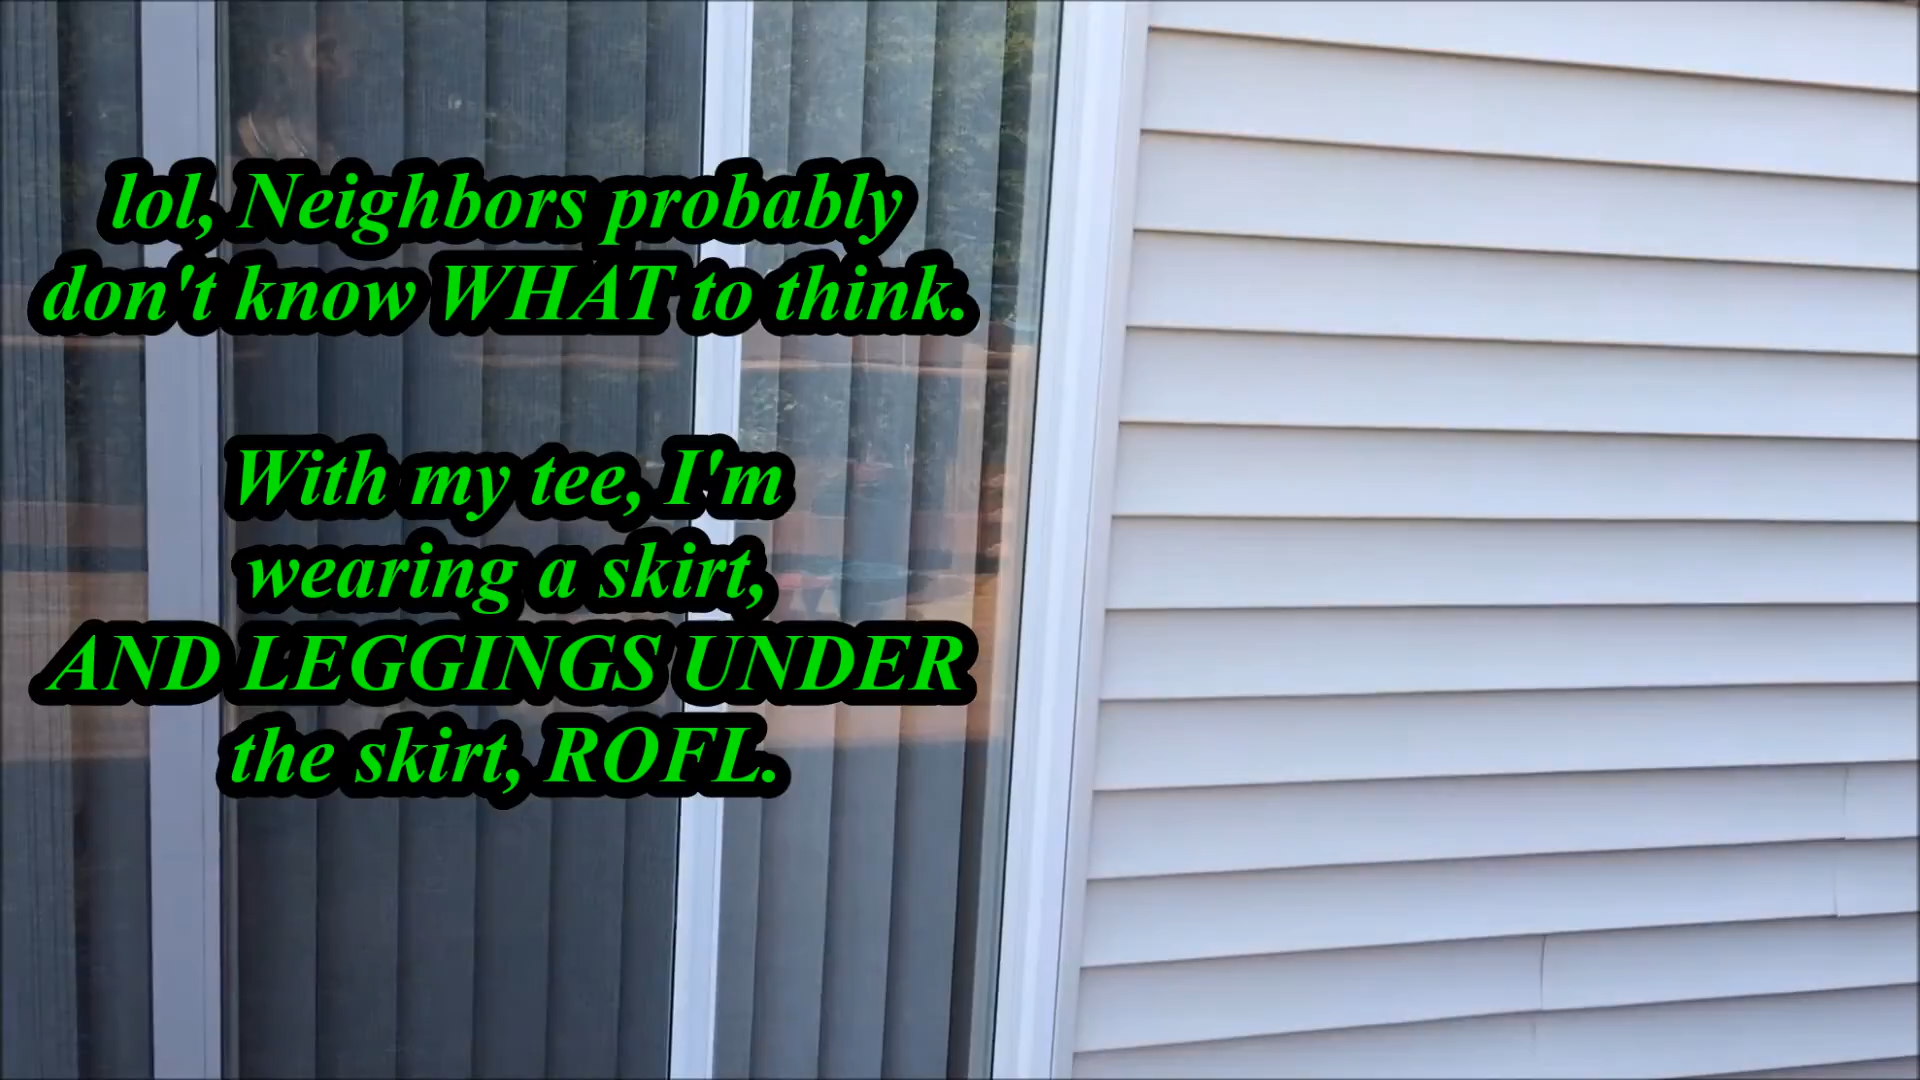 lol, Neighbors probably
don't know WHAT to think.
With my tee, I'm
wearing a skirt,
AND LEGGINGS UNDER
the skirt, ROFL.